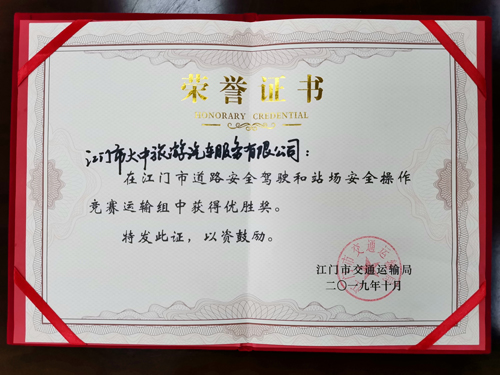 荣誉证书
HONORARY CREDENTIAL
江门市大中旅游客运服务有限公司：
在江门市道路安全驾驶和站场安全操作
竞赛运输组中获得优胜奖。
特发此证，以资鼓励。
江门市交通运输局
二〇一九年十月